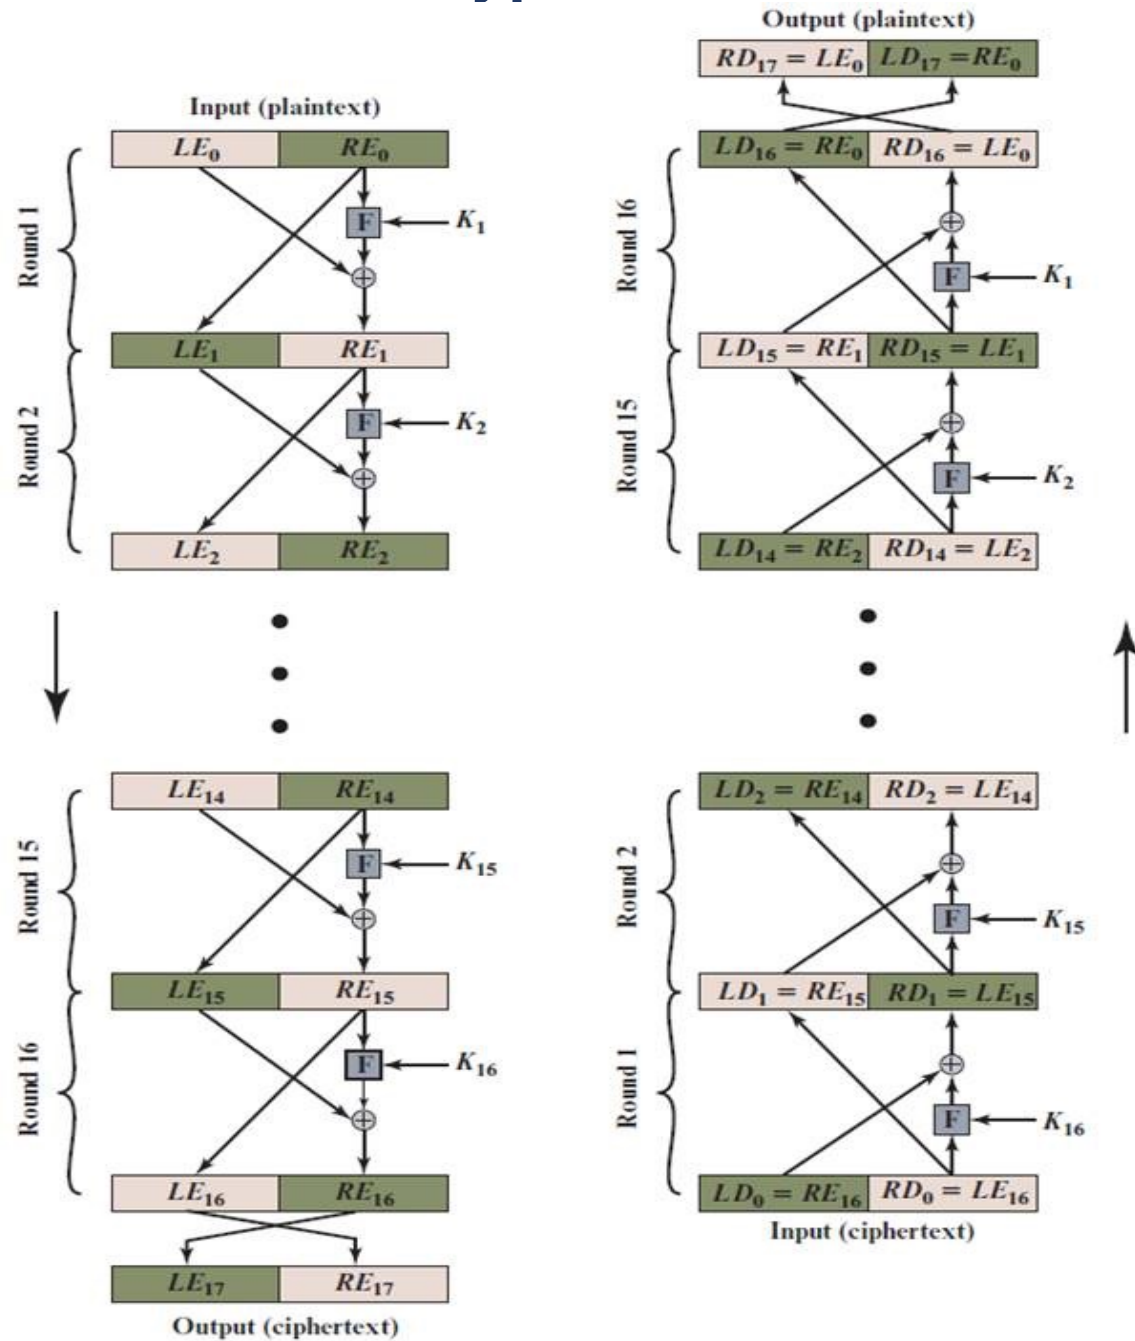 Input (plaintext)
LE₀ RE₀
Round 1
F K₁
+
LE₁ RE₁
Round 2
F K₂
+
LE₂ RE₂
LE₁₄ RE₁₄
Round 15
F K₁₅
+
LE₁₅ RE₁₅
Round 16
F K₁₆
+
LE₁₆ RE₁₆
LE₁₇ RE₁₇
Output (ciphertext)
Output (plaintext)
RD₁₇ = LE₀ LD₁₇ = RE₀
LD₁₆ = RE₀ RD₁₆ = LE₀
Round 16
+
F K₁
LD₁₅ = RE₁ RD₁₅ = LE₁
Round 15
+
F K₂
LD₁₄ = RE₂ RD₁₄ = LE₂
LD₂ = RE₁₄ RD₂ = LE₁₄
Round 2
+
F K₁₅
LD₁ = RE₁₅ RD₁ = LE₁₅
Round 1
+
F K₁₆
LD₀ = RE₁₆ RD₀ = LE₁₆
Input (ciphertext)